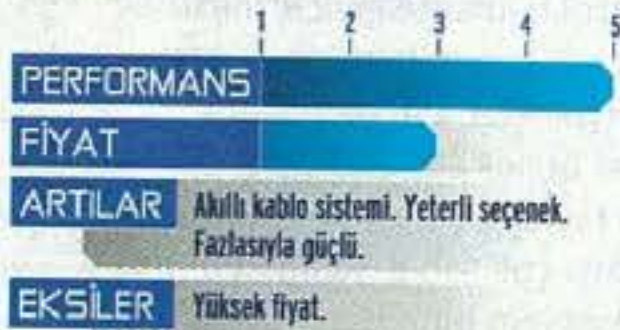 1 2 3 4 5
PERFORMANS
FİYAT
ARTILAR Akıllı kablo sistemi. Yeterli seçenek.
Fazlasıyla güçlü.
EKSİLER Yüksek fiyat.